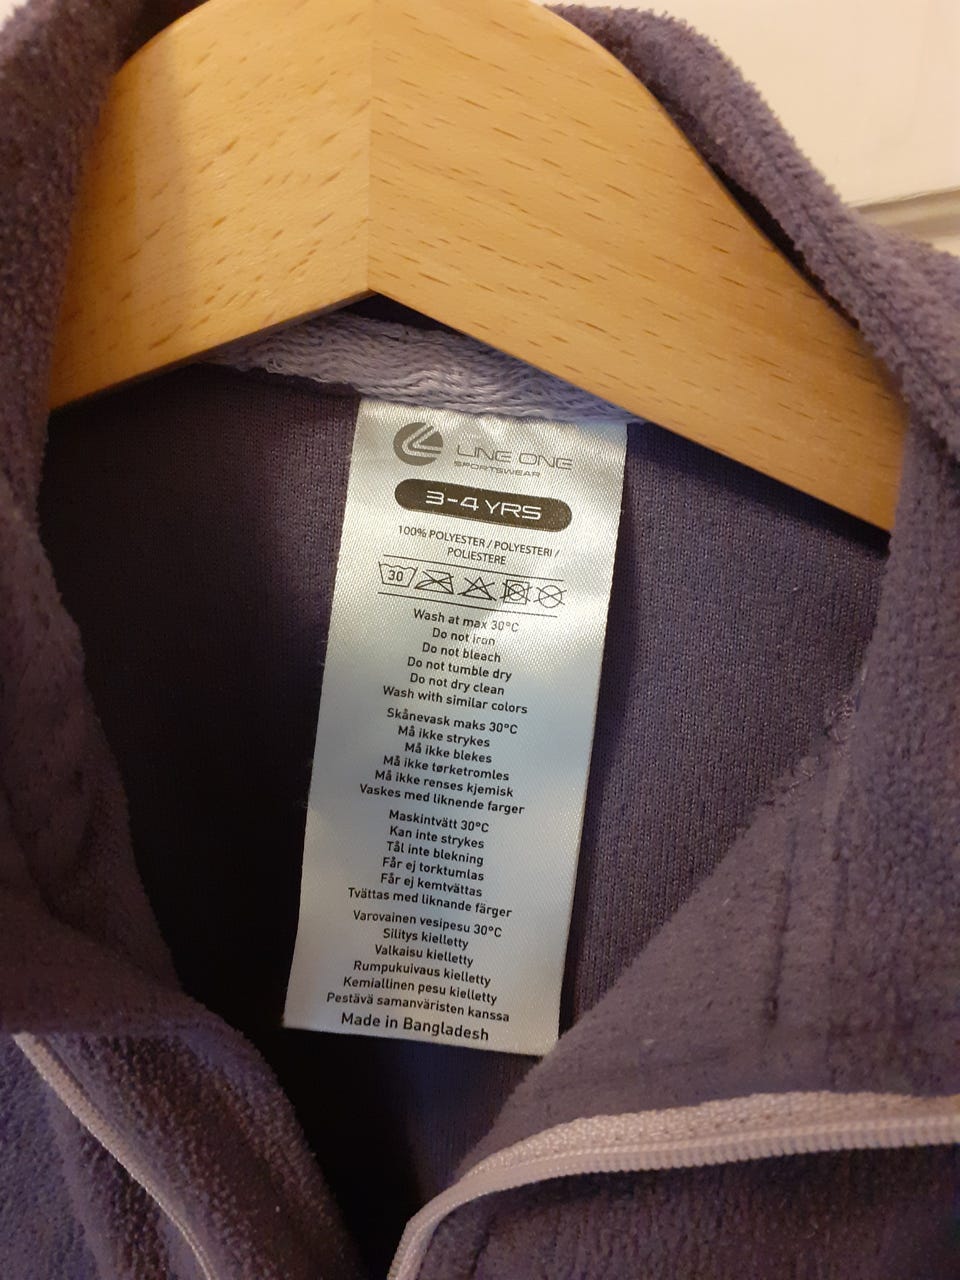 LINE ONE
SPORTSWEAR
3-4 YRS
100% POLYESTER / POLYESTERI /
POLIESTERE
30
Wash at max 30°C
Do not iron
Do not bleach
Do not tumble dry
Do not dry clean
Wash with similar colors
Skånevask maks 30°C
Må ikke strykes
Må ikke blekes
Må ikke tørketromles
Må ikke renses kjemisk
Vaskes med liknende farger
Maskintvätt 30°C
Kan inte strykes
Tål inte blekning
Får ej torktumlas
Får ej kemtvättas
Tvättas med liknande färger
Varovainen vesipesu 30°C
Silitys kielletty
Valkaisu kielletty
Rumpukuivaus kielletty
Kemiallinen pesu kielletty
Pestävä samanväristen kanssa
Made in Bangladesh